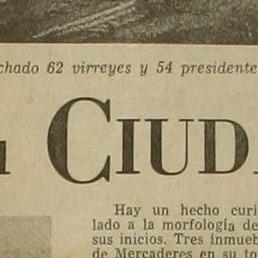 chado 62 virreyes y 54 presidente
CIUD
Hay un hecho curi
lado a la morfología de
sus inicios. Tres inmueb
de Mercaderes en su to